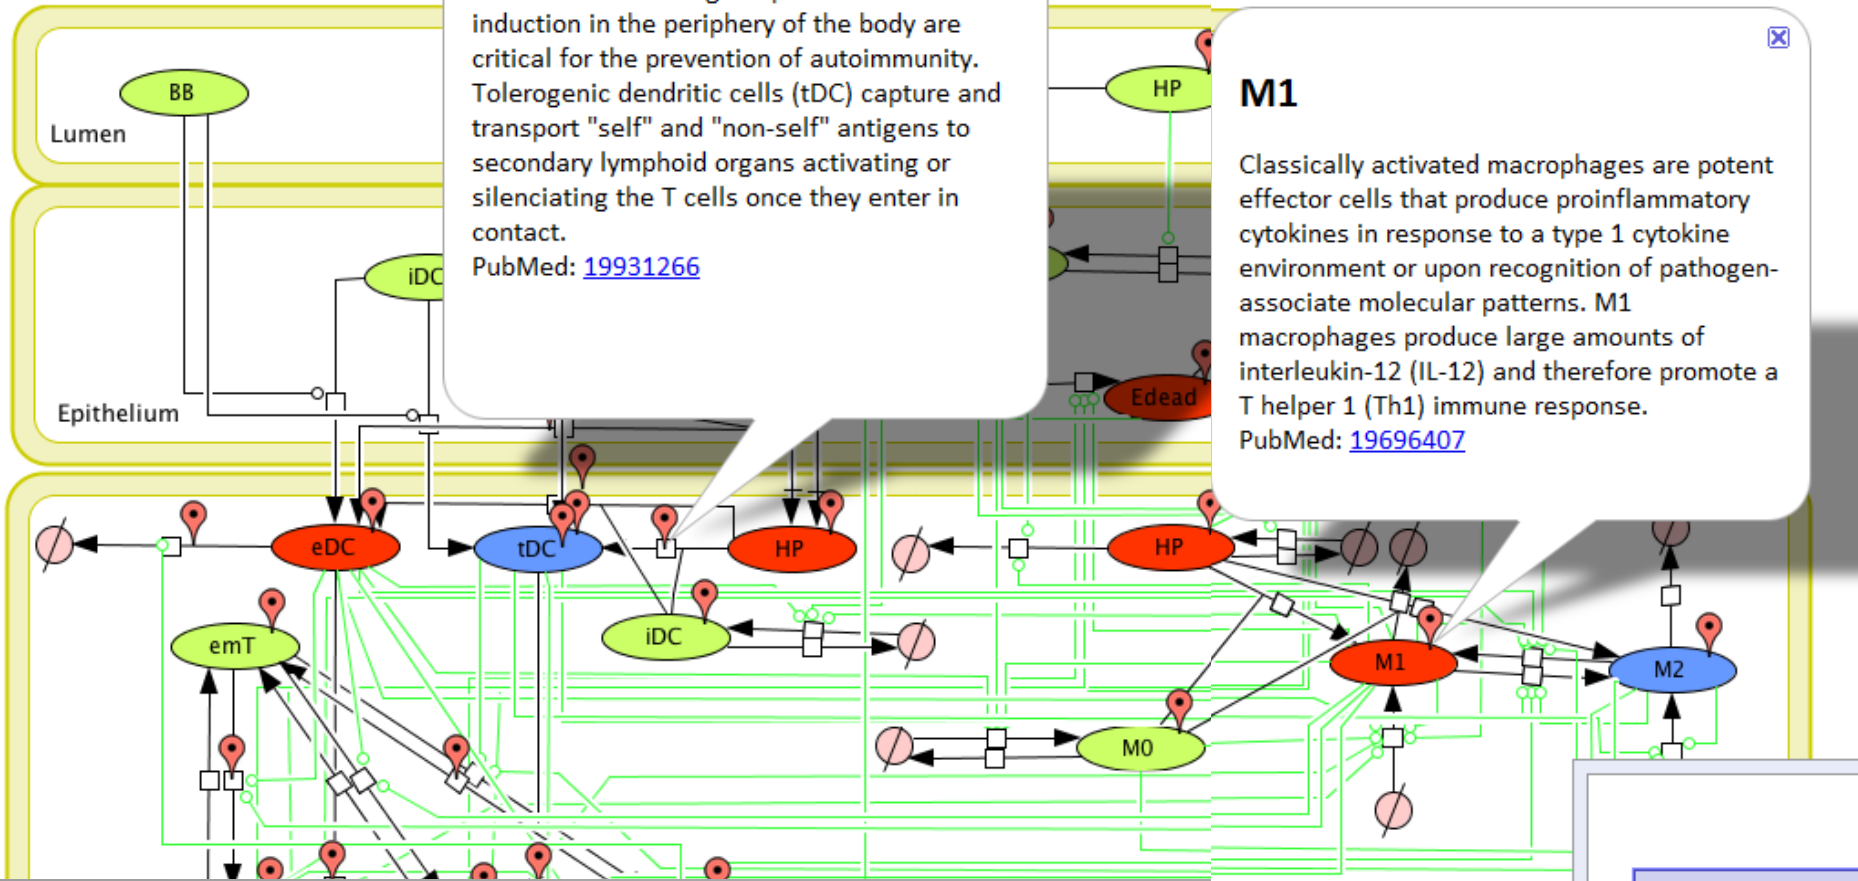 induction in the periphery of the body are
critical for the prevention of autoimmunity.
Tolerogenic dendritic cells (tDC) capture and
transport "self" and "non-self" antigens to
secondary lymphoid organs activating or
silenciating the T cells once they enter in
contact.
PubMed: 19931266
M1
Classically activated macrophages are potent
effector cells that produce proinflammatory
cytokines in response to a type 1 cytokine
environment or upon recognition of pathogen-
associate molecular patterns. M1
macrophages produce large amounts of
interleukin-12 (IL-12) and therefore promote a
T helper 1 (Th1) immune response.
PubMed: 19696407
BB
HP
Lumen
iDC
Edead
Epithelium
eDC
tDC
HP
HP
emT
iDC
M1
M2
M0